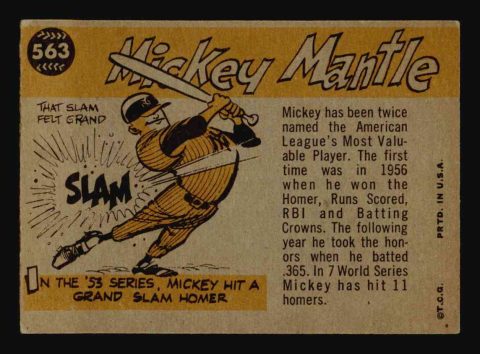 563
Mickey Mantle
THAT SLAM
FELT GRAND
SLAM
IN THE '53 SERIES, MICKEY HIT A
GRAND SLAM HOMER
Mickey has been twice
named the American
League's Most Valu-
able Player. The first
time was in 1956
when he won the
Homer, Runs Scored,
RBI and Batting
Crowns. The following
year he took the hon-
ors when he batted
.365. In 7 World Series
Mickey has hit 11
homers.
©T.C.G. PRTD. IN U.S.A.